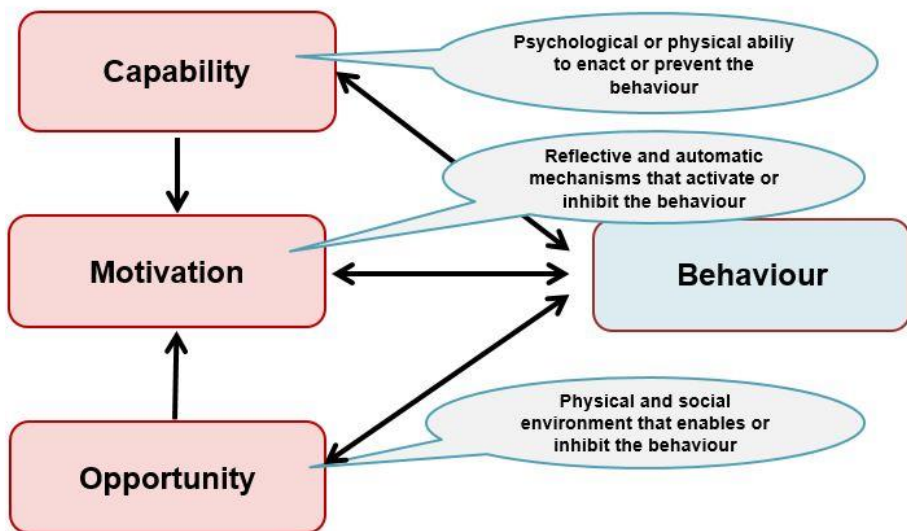 Capability
Psychological or physical abiliy
to enact or prevent the
behaviour
Reflective and automatic
mechanisms that activate or
inhibit the behaviour
Motivation
Behaviour
Physical and social
environment that enables or
inhibit the behaviour
Opportunity